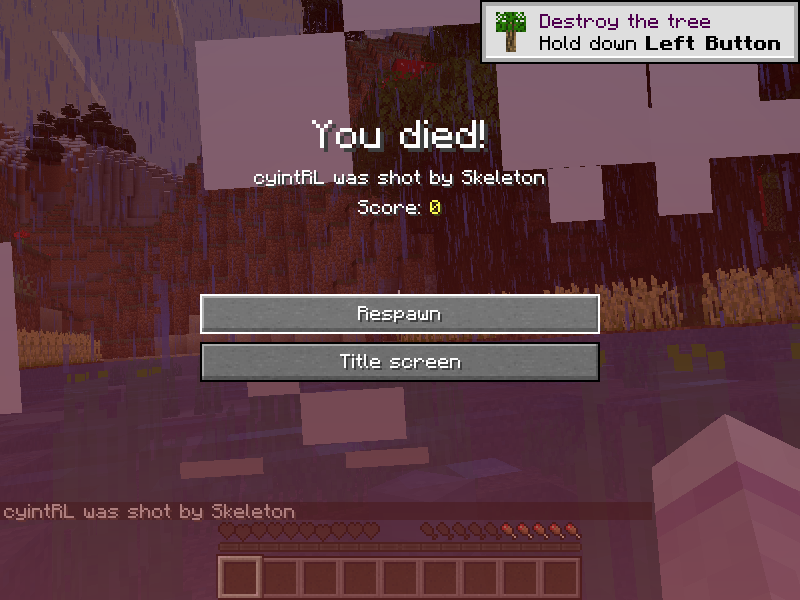 Destroy the tree
Hold down Left Button
You died!
cyintRL was shot by Skeleton
Score: 0
Respawn
Title screen
cyintRL was shot by Skeleton